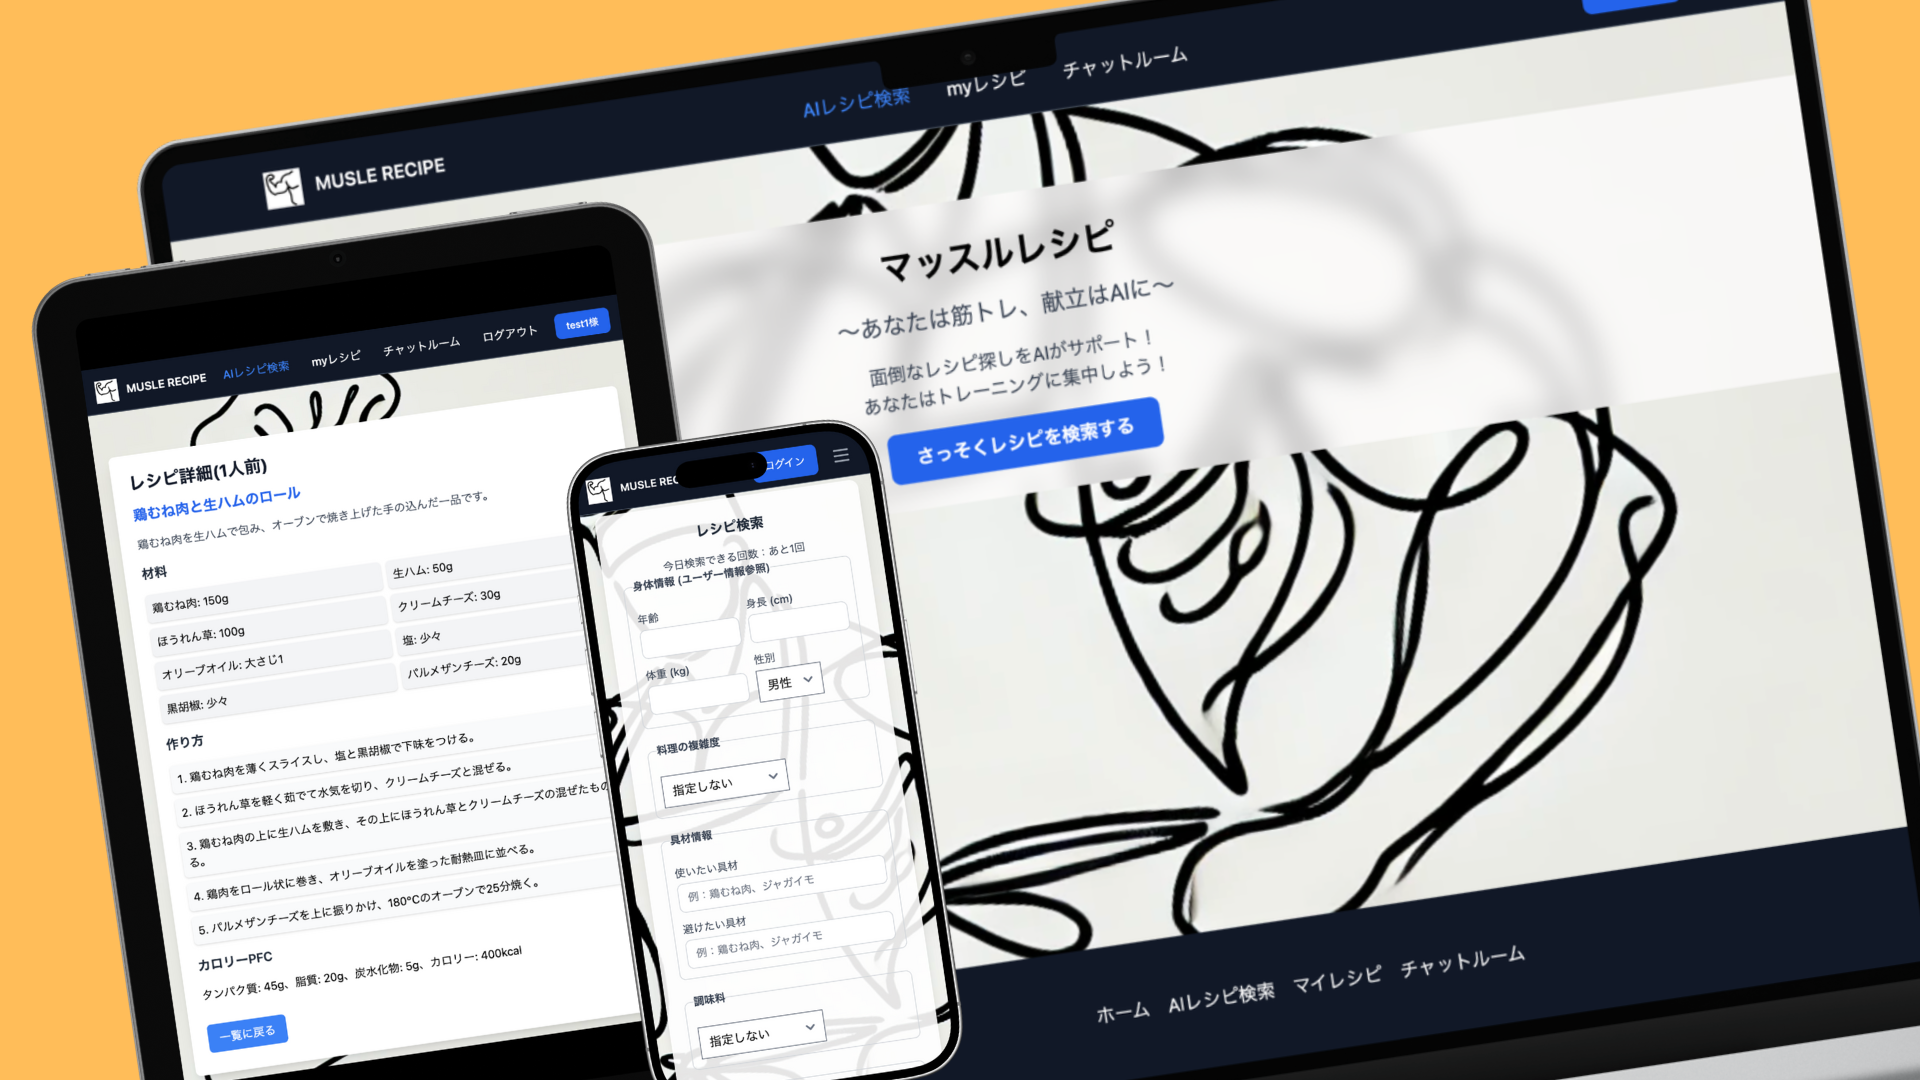 AIレシピ検索
myレシピ
チャットルーム
MUSLE RECIPE
マッスルレシピ
〜あなたは筋トレ、献立はAIに〜
面倒なレシピ探しをAIがサポート！
あなたはトレーニングに集中しよう！
さっそくレシピを検索する
ホーム
AIレシピ検索
マイレシピ
チャットルーム
MUSLE RECIPE
AIレシピ検索
myレシピ
チャットルーム
ログアウト
test1様
レシピ詳細(1人前)
鶏むね肉と生ハムのロール
鶏むね肉を生ハムで包み、オーブンで焼き上げた手の込んだ一品です。
材料
鶏むね肉: 150g
生ハム: 50g
ほうれん草: 100g
クリームチーズ: 30g
オリーブオイル: 大さじ1
塩: 少々
黒胡椒: 少々
パルメザンチーズ: 20g
作り方
1. 鶏むね肉を薄くスライスし、塩と黒胡椒で下味をつける。
2. ほうれん草を軽く茹でて水気を切り、クリームチーズと混ぜる。
3. 鶏むね肉の上に生ハムを敷き、その上にほうれん草とクリームチーズの混ぜたもの
る。
4. 鶏肉をロール状に巻き、オリーブオイルを塗った耐熱皿に並べる。
5. パルメザンチーズを上に振りかけ、180°Cのオーブンで25分焼く。
カロリーPFC
タンパク質: 45g、脂質: 20g、炭水化物: 5g、カロリー: 400kcal
一覧に戻る
MUSLE REC
ログイン
レシピ検索
今日検索できる回数：あと1回
身体情報 (ユーザー情報参照)
年齢
身長 (cm)
体重 (kg)
性別
男性
料理の複雑度
指定しない
具材情報
使いたい具材
例：鶏むね肉、ジャガイモ
避けたい具材
例：鶏むね肉、ジャガイモ
調味料
指定しない